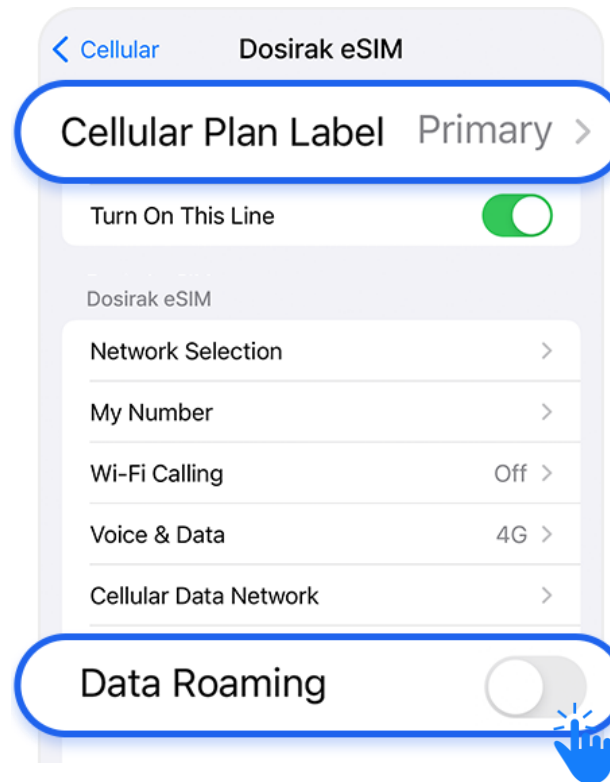 Cellular Dosirak eSIM
Cellular Plan Label Primary
Turn On This Line
Dosirak eSIM
Network Selection
My Number
Wi-Fi Calling Off
Voice & Data 4G
Cellular Data Network
Data Roaming